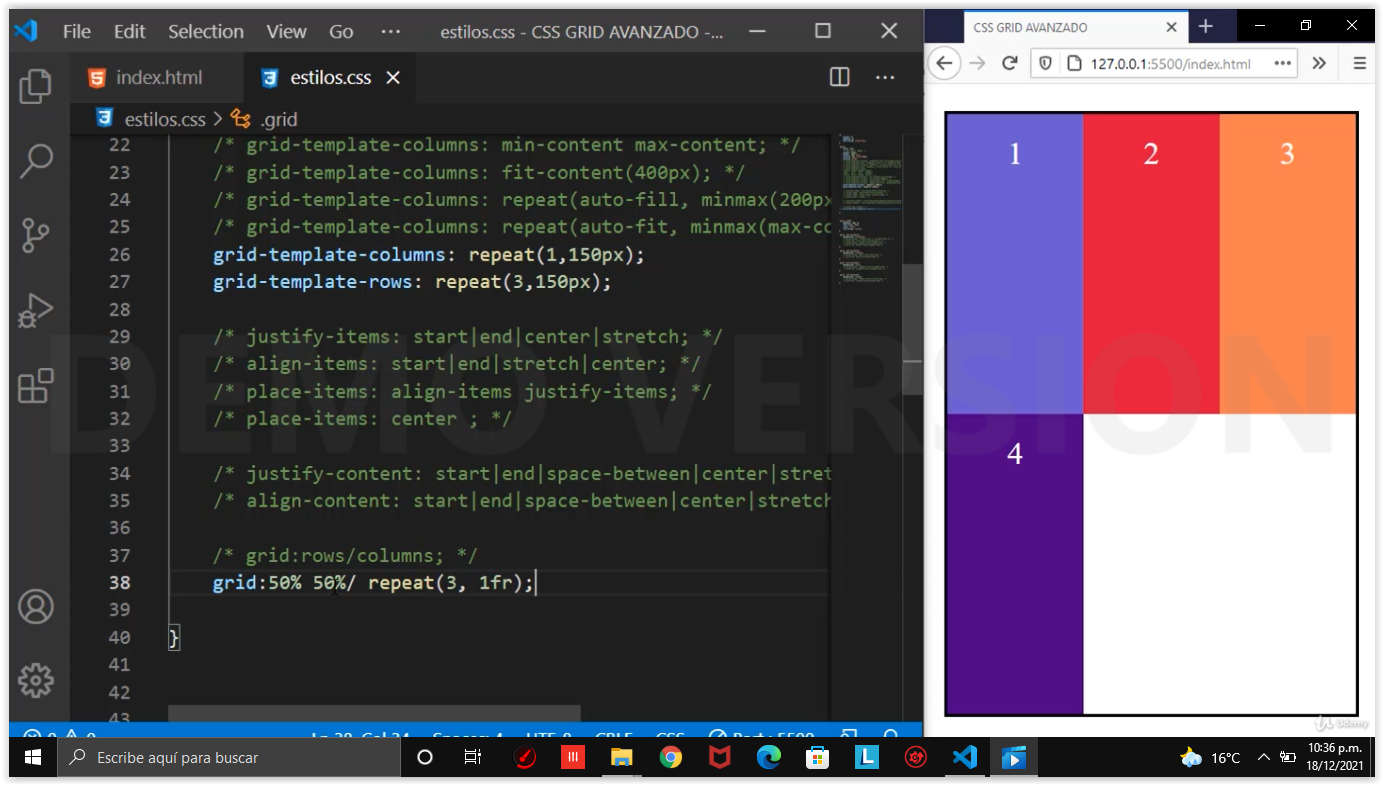 File Edit Selection View Go ··· estilos.css - CSS GRID AVANZADO -...
index.html estilos.css
estilos.css > .grid
22 /* grid-template-columns: min-content max-content; */
23 /* grid-template-columns: fit-content(400px); */
24 /* grid-template-columns: repeat(auto-fill, minmax(200px
25 /* grid-template-columns: repeat(auto-fit, minmax(max-co
26 grid-template-columns: repeat(1,150px);
27 grid-template-rows: repeat(3,150px);
28
29 /* justify-items: start|end|center|stretch; */
30 /* align-items: start|end|stretch|center; */
31 /* place-items: align-items justify-items; */
32 /* place-items: center ; */
33
34 /* justify-content: start|end|space-between|center|stret
35 /* align-content: start|end|space-between|center|stretch
36
37 /* grid:rows/columns; */
38 grid:50% 50%/ repeat(3, 1fr);
39
40 }
41
42
43
CSS GRID AVANZADO
127.0.0.1:5500/index.html
1 2 3
4
DEMO VERSION
Udemy
Escribe aquí para buscar
16°C
10:36 p.m.
18/12/2021